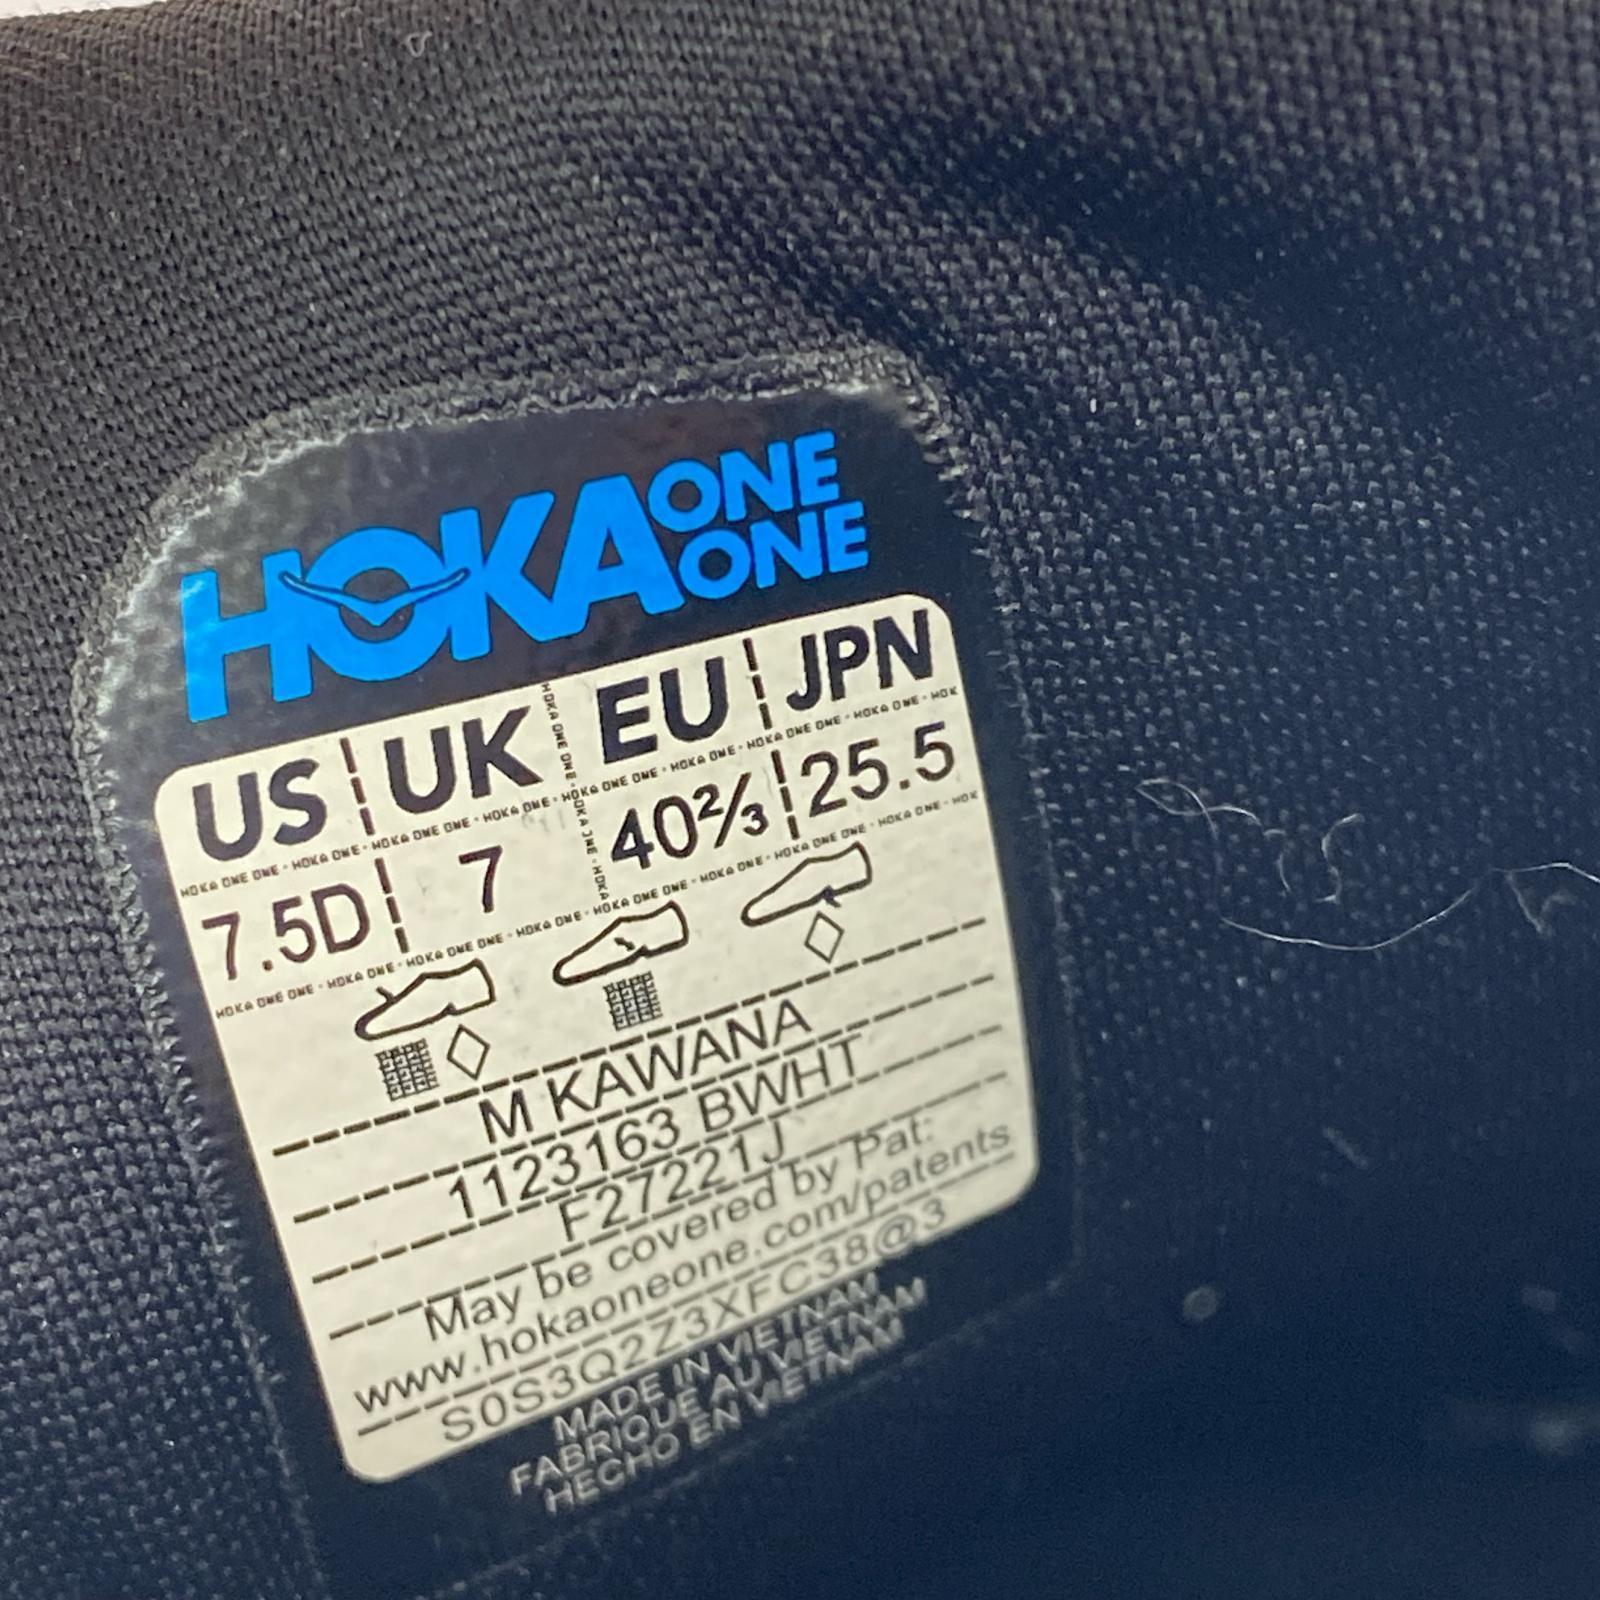 HOKA ONE ONE
US UK EU JPN
7.5D 7 40⅔ 25.5
M KAWANA
1123163 BWHT
F27221J
May be covered by Pat:
www.hokaoneone.com/patents
S0S3Q2Z3XFC38@3
MADE IN VIETNAM
FABRIQUE AU VIETNAM
HECHO EN VIETNAM